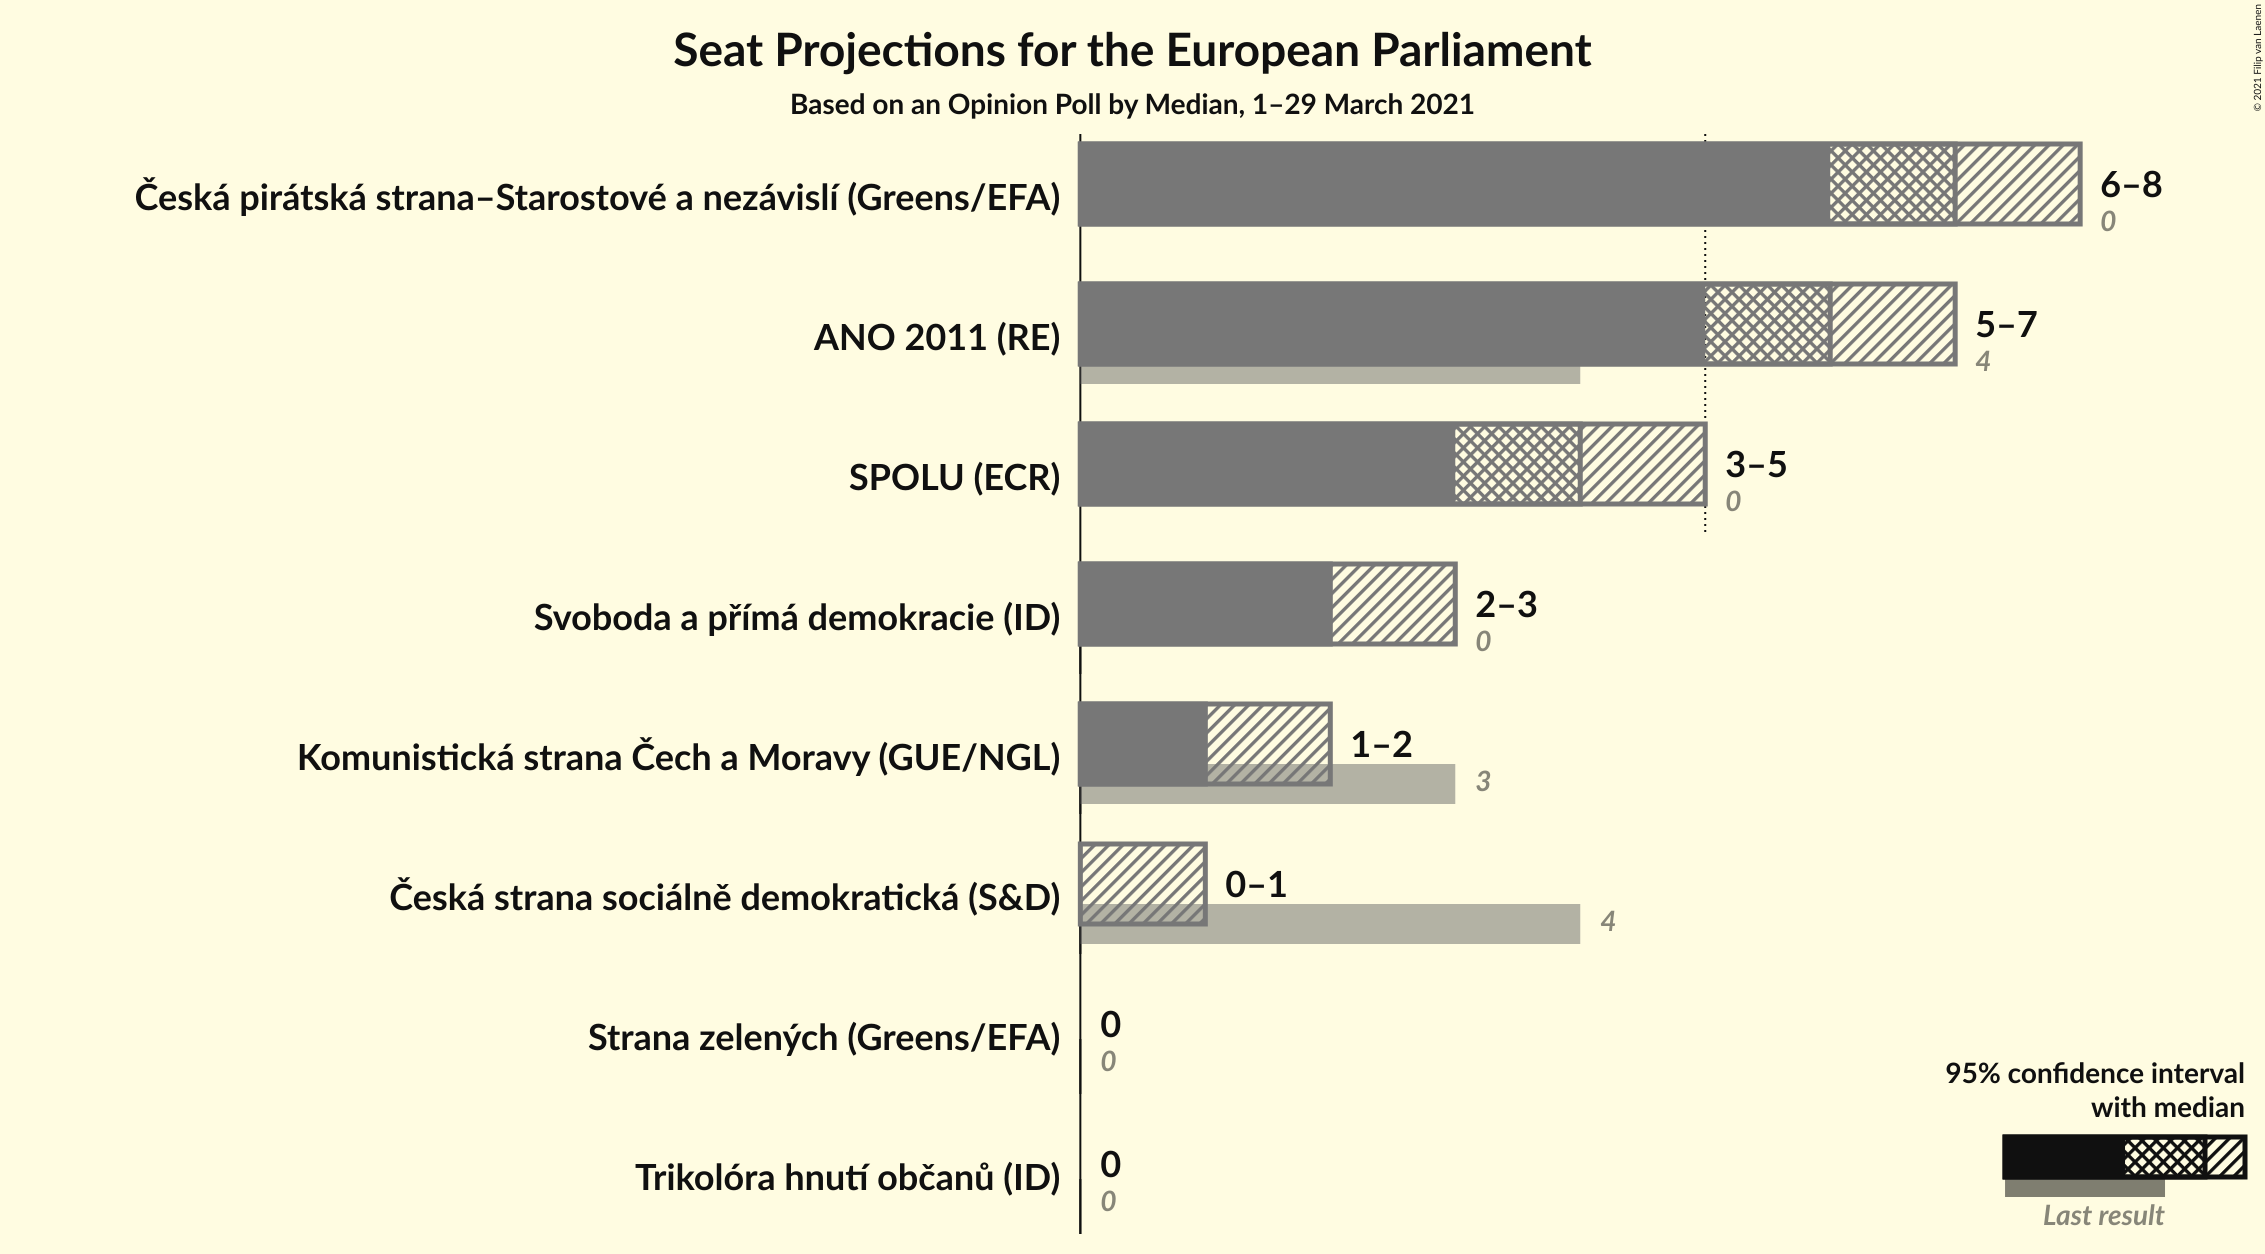 Seat Projections for the European Parliament
Based on an Opinion Poll by Median, 1–29 March 2021
© 2021 Filip van Laenen
Česká pirátská strana–Starostové a nezávislí (Greens/EFA)
6–8
0
ANO 2011 (RE)
5–7
4
SPOLU (ECR)
3–5
0
Svoboda a přímá demokracie (ID)
2–3
0
Komunistická strana Čech a Moravy (GUE/NGL)
1–2
3
Česká strana sociálně demokratická (S&D)
0–1
4
Strana zelených (Greens/EFA)
0
0
Trikolóra hnutí občanů (ID)
0
0
95% confidence interval
with median
Last result